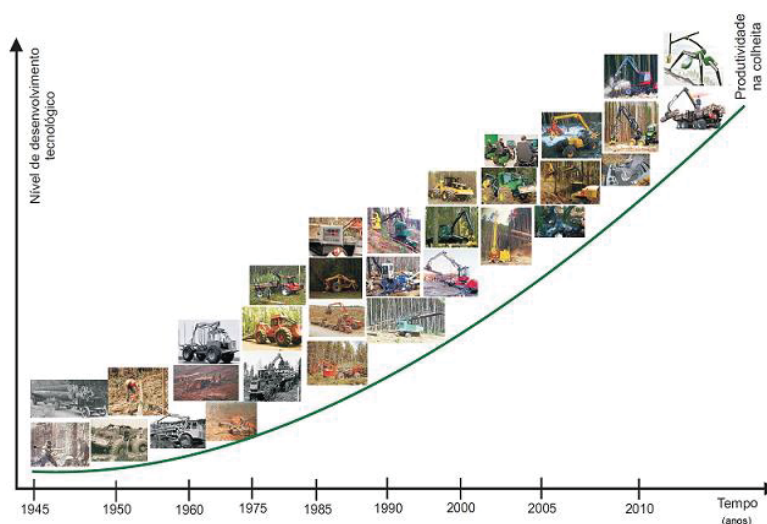 Nível de desenvolvimento
tecnológico
Produtividade
na colheita
1945
1950
1960
1975
1985
1990
2000
2005
2010
Tempo
(anos)